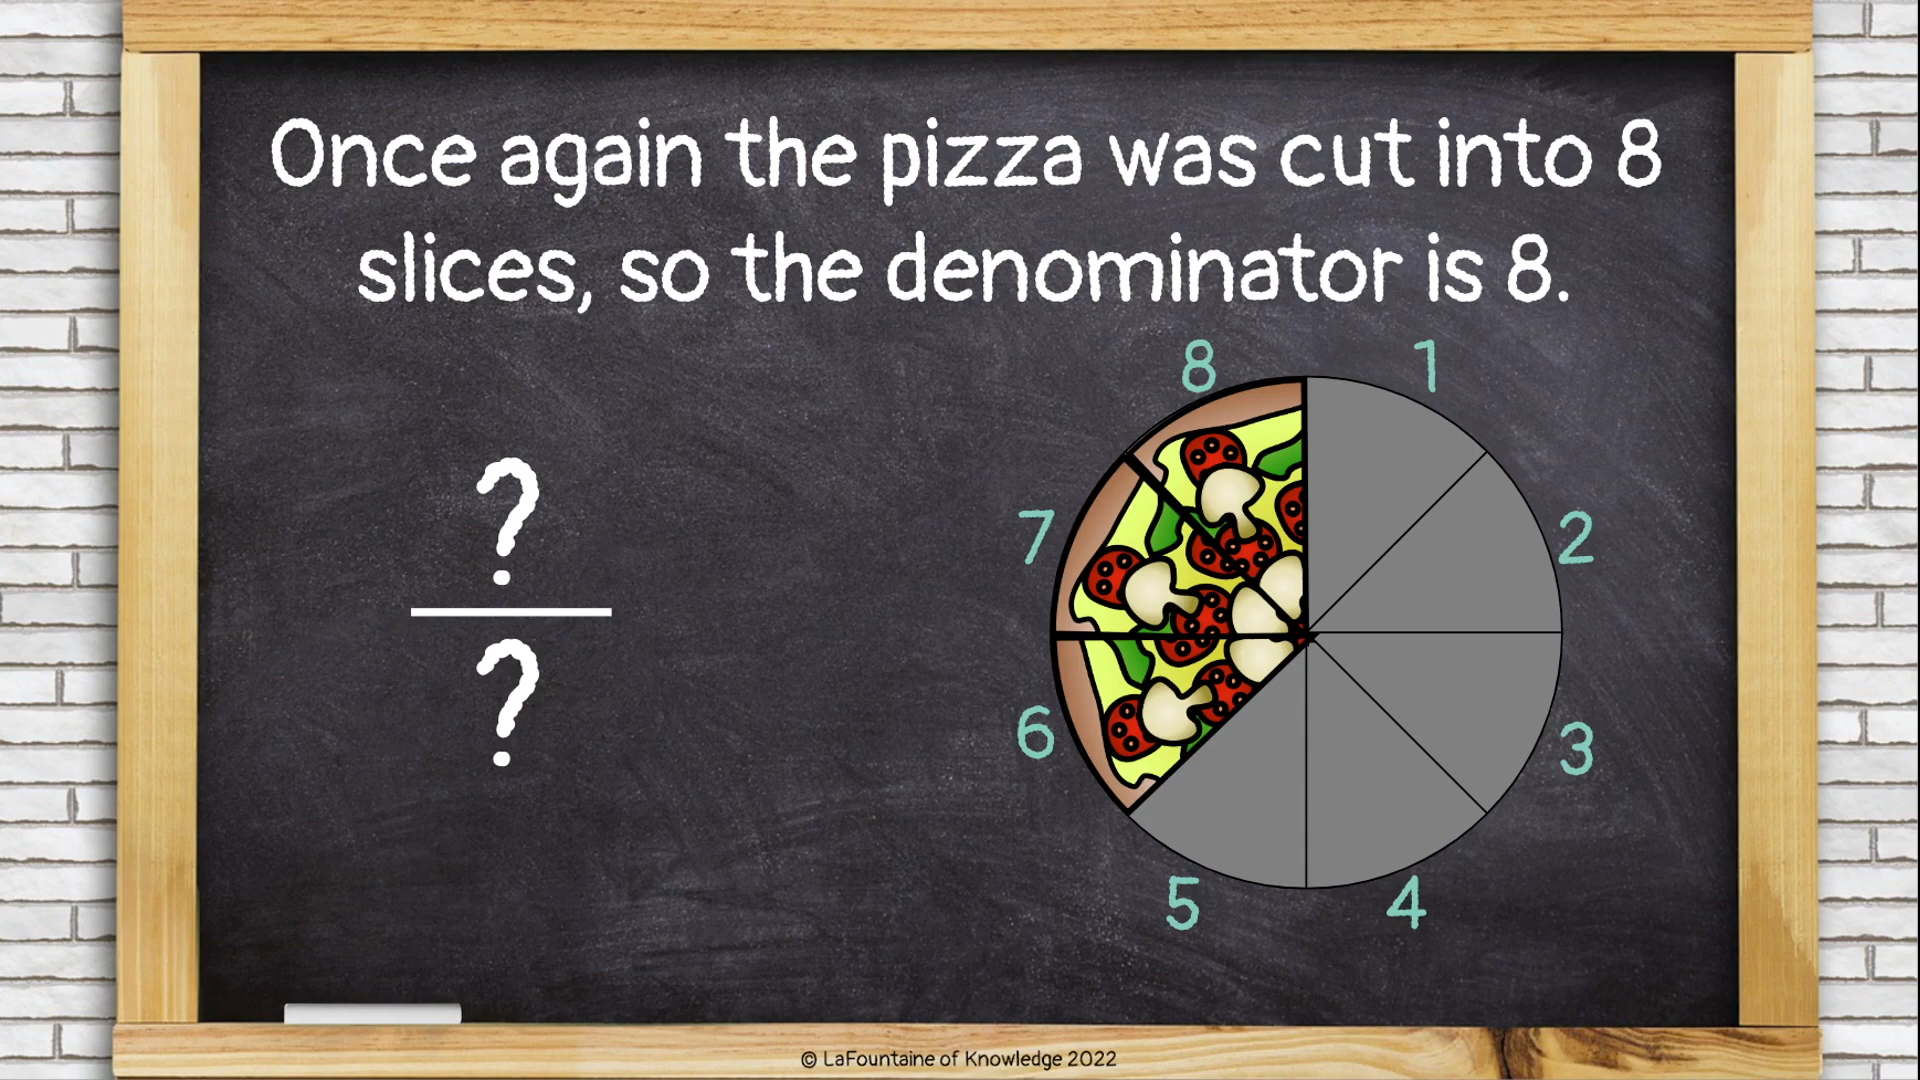 Once again the pizza was cut into 8
slices, so the denominator is 8.
8 1
7 2
?
?
6 3
5 4
© LaFountaine of Knowledge 2022